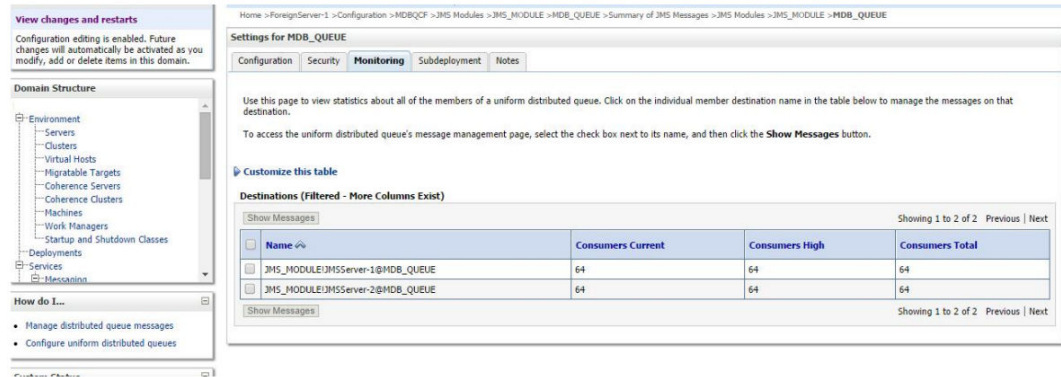 View changes and restarts
Configuration editing is enabled. Future
changes will automatically be activated as you
modify, add or delete items in this domain.
Domain Structure
Environment
Servers
Clusters
Virtual Hosts
Migratable Targets
Coherence Servers
Coherence Clusters
Machines
Work Managers
Startup and Shutdown Classes
Deployments
Services
Messaging
How do I...
Manage distributed queue messages
Configure uniform distributed queues
System Status
Home >ForeignServer-1 >Configuration >MDBQCF >JMS Modules >JMS_MODULE >MDB_QUEUE >Summary of JMS Messages >JMS Modules >JMS_MODULE >MDB_QUEUE
Settings for MDB_QUEUE
Configuration Security Monitoring Subdeployment Notes
Use this page to view statistics about all of the members of a uniform distributed queue. Click on the individual member destination name in the table below to manage the messages on that
destination.
To access the uniform distributed queue's message management page, select the check box next to its name, and then click the Show Messages button.
Customize this table
Destinations (Filtered - More Columns Exist)
Show Messages Showing 1 to 2 of 2 Previous | Next
Name Consumers Current Consumers High Consumers Total
JMS_MODULE!JMSServer-1@MDB_QUEUE 64 64 64
JMS_MODULE!JMSServer-2@MDB_QUEUE 64 64 64
Show Messages Showing 1 to 2 of 2 Previous | Next